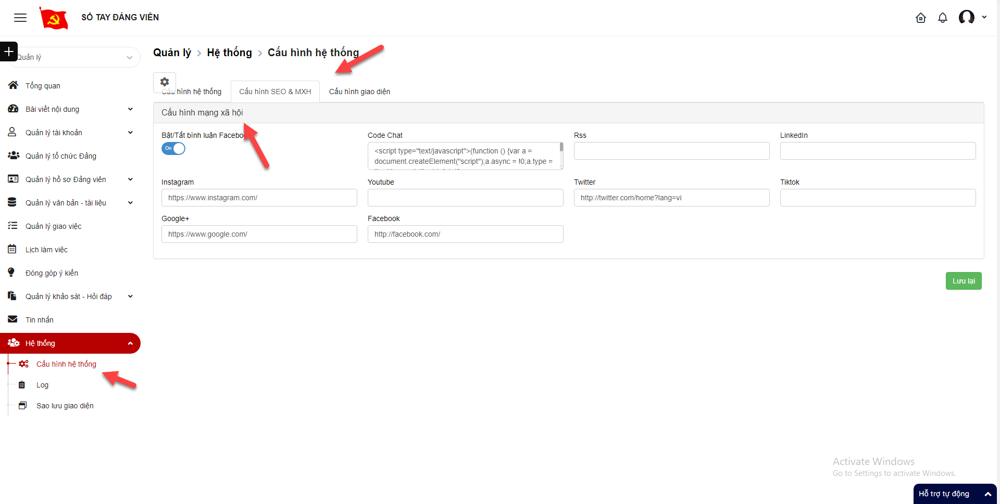 SỔ TAY ĐẢNG VIÊN
Quản lý
Tổng quan
Bài viết nội dung
Quản lý tài khoản
Quản lý tổ chức Đảng
Quản lý hồ sơ Đảng viên
Quản lý văn bản - tài liệu
Quản lý giao việc
Lịch làm việc
Đóng góp ý kiến
Quản lý khảo sát - Hỏi đáp
Tin nhắn
Hệ thống
Cấu hình hệ thống
Log
Sao lưu giao diện
Quản lý > Hệ thống > Cấu hình hệ thống
Cấu hình hệ thống Cấu hình SEO & MXH Cấu hình giao diện
Cấu hình mạng xã hội
Bật/Tắt bình luận Code Chat Rss LinkedIn
On
<script type="text/javascript">(function () {var a =
document.createElement("script");a.async = !0;a.type =
Instagram Youtube Twitter Tiktok
https://www.instagram.com/ http://twitter.com/home?lang=vi
Google+ Facebook
https://www.google.com/ http://facebook.com/
Lưu lại
Activate Windows
Go to Settings to activate Windows.
Hỗ trợ tự động